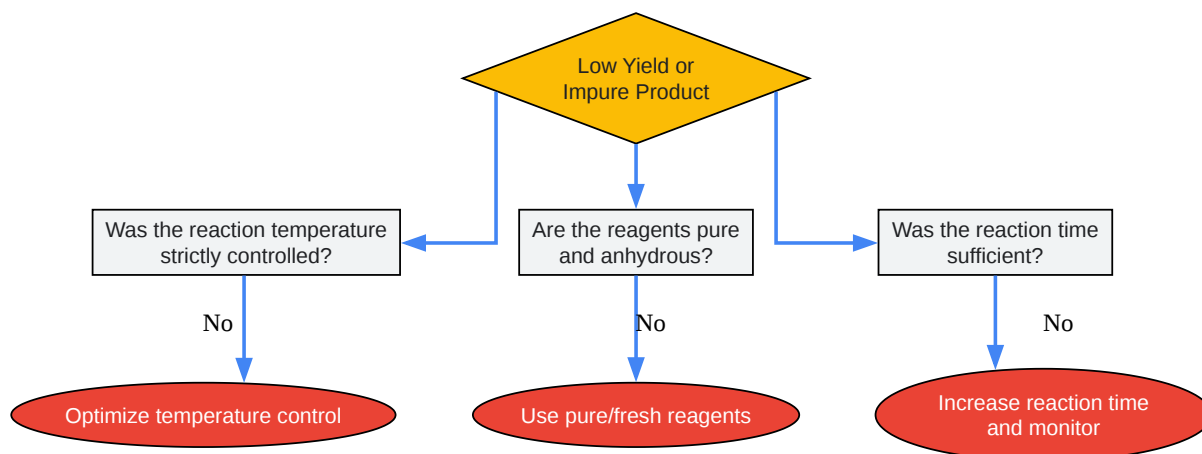 Low Yield or
Impure Product
Was the reaction temperature
strictly controlled?
Are the reagents pure
and anhydrous?
Was the reaction time
sufficient?
No
No
No
Optimize temperature control
Use pure/fresh reagents
Increase reaction time
and monitor